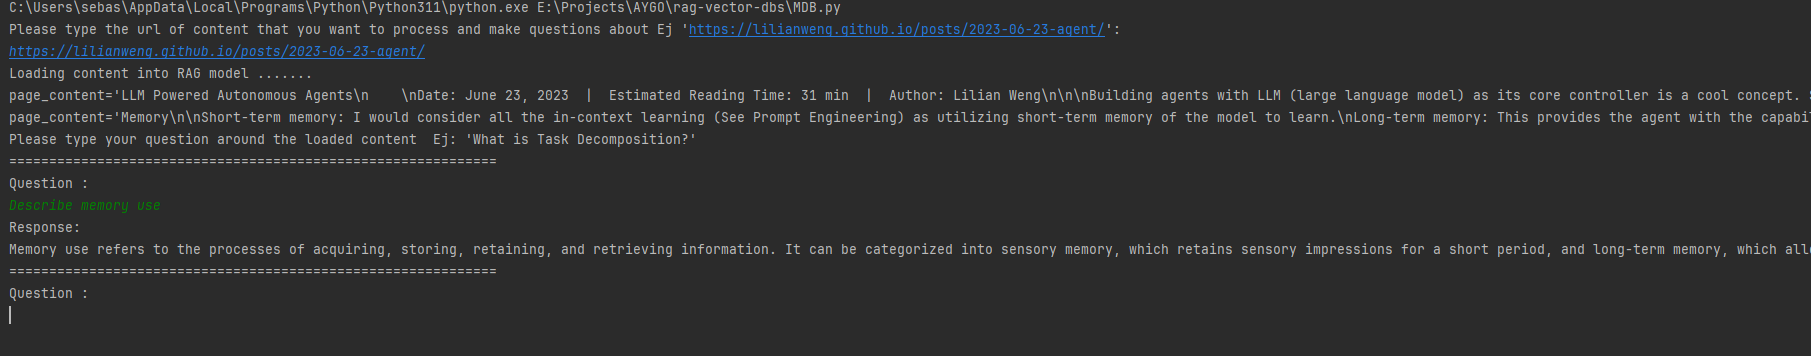 C:\Users\sebas\AppData\Local\Programs\Python\Python311\python.exe E:\Projects\AYGO\rag-vector-dbs\MDB.py
Please type the url of content that you want to process and make questions about Ej 'https://lilianweng.github.io/posts/2023-06-23-agent/':
https://lilianweng.github.io/posts/2023-06-23-agent/
Loading content into RAG model .......
page_content='LLM Powered Autonomous Agents\n    \nDate: June 23, 2023  |  Estimated Reading Time: 31 min  |  Author: Lilian Weng\n\n\nBuilding agents with LLM (large language model) as its core controller is a cool concept.
page_content='Memory\n\nShort-term memory: I would consider all the in-context learning (See Prompt Engineering) as utilizing short-term memory of the model to learn.\nLong-term memory: This provides the agent with the capabil
Please type your question around the loaded content  Ej: 'What is Task Decomposition?'
=============================================================
Question :
Describe memory use
Response:
Memory use refers to the processes of acquiring, storing, retaining, and retrieving information. It can be categorized into sensory memory, which retains sensory impressions for a short period, and long-term memory, which allo
=============================================================
Question :